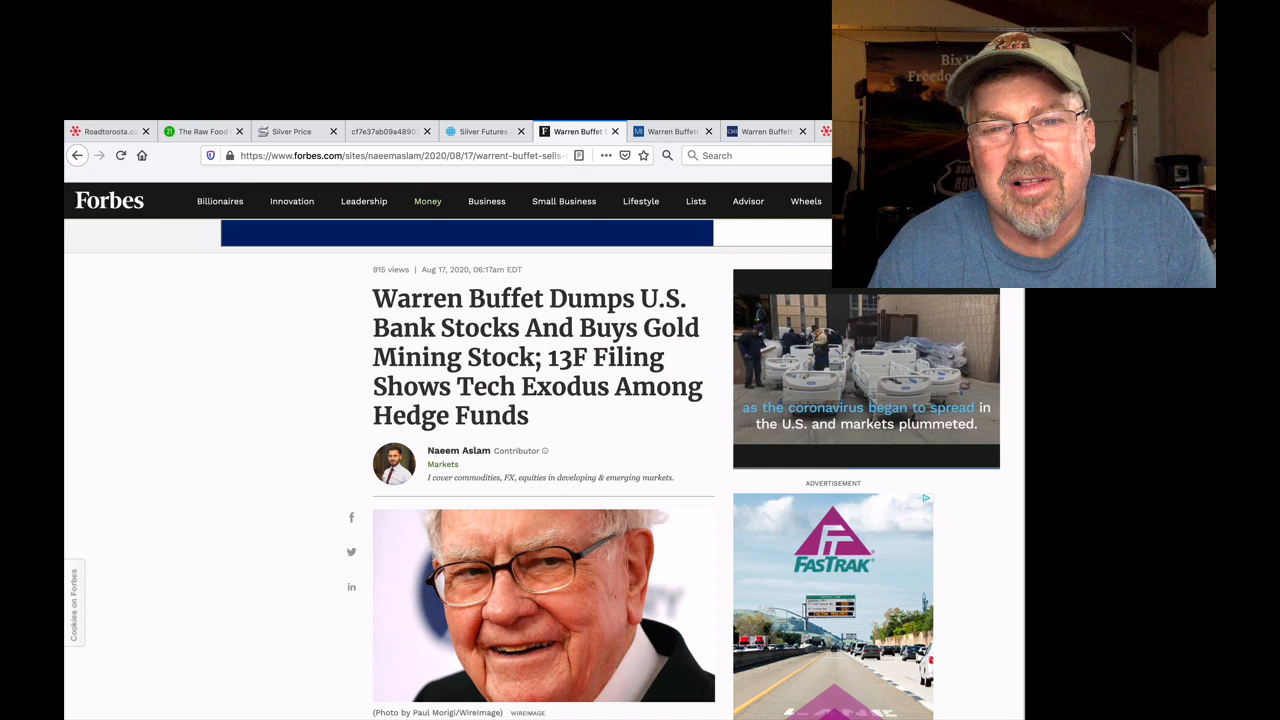 Bix W
Freedo
Roadtoroota.co
The Raw Food
Silver Price
cf7e37ab09a4890
Silver Futures -
Warren Buffet D
Warren Buffett
Warren Buffett
https://www.forbes.com/sites/naeemaslam/2020/08/17/warrent-buffet-sells-
Search
Forbes
Billionaires
Innovation
Leadership
Money
Business
Small Business
Lifestyle
Lists
Advisor
Wheels
915 views | Aug 17, 2020, 06:17am EDT
Warren Buffet Dumps U.S.
Bank Stocks And Buys Gold
Mining Stock; 13F Filing
Shows Tech Exodus Among
Hedge Funds
Naeem Aslam Contributor
Markets
I cover commodities, FX, equities in developing & emerging markets.
(Photo by Paul Morigi/WireImage) WIREIMAGE
as the coronavirus began to spread in
the U.S. and markets plummeted.
ADVERTISEMENT
FASTRAK
Cookies on Forbes